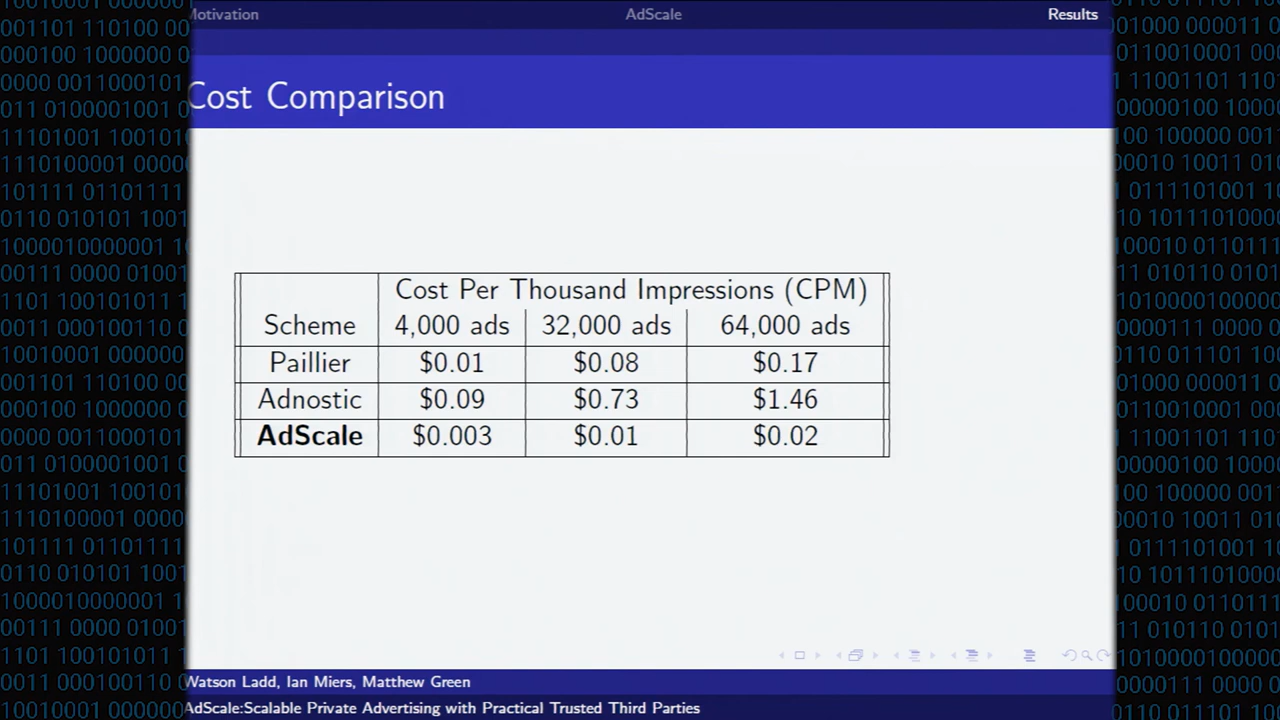 Motivation AdScale Results
Cost Comparison
Cost Per Thousand Impressions (CPM)
Scheme 4,000 ads 32,000 ads 64,000 ads
Paillier $0.01 $0.08 $0.17
Adnostic $0.09 $0.73 $1.46
AdScale $0.003 $0.01 $0.02
Watson Ladd, Ian Miers, Matthew Green
AdScale:Scalable Private Advertising with Practical Trusted Third Parties